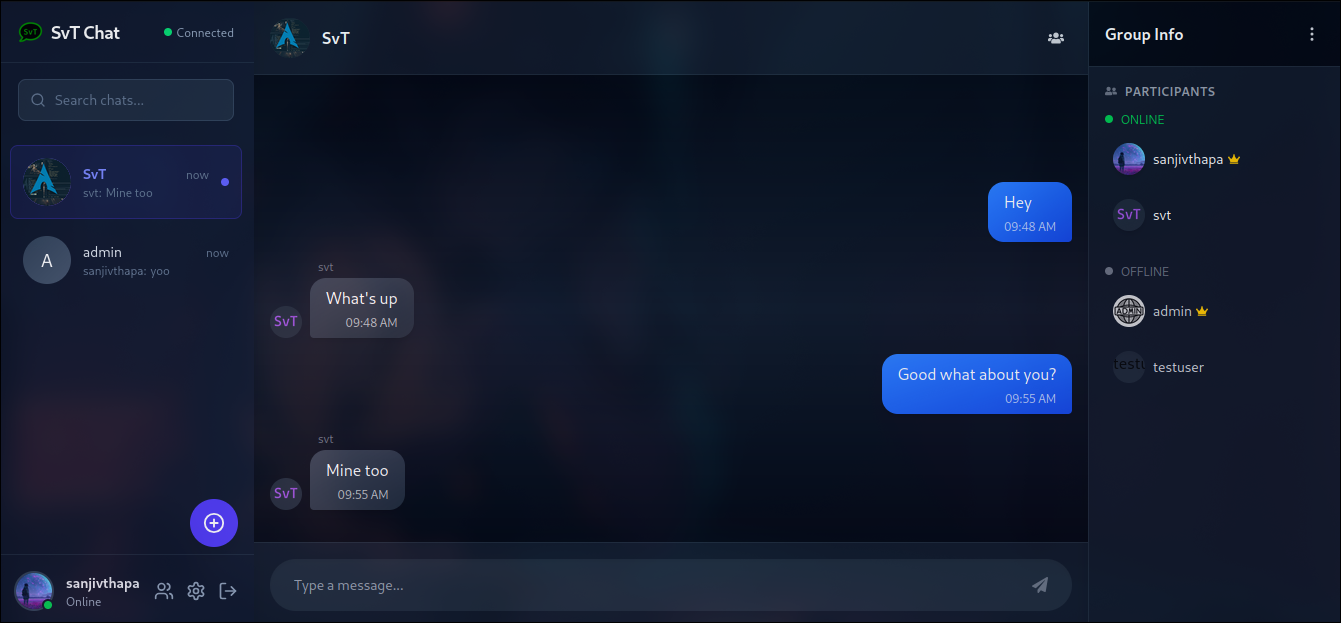 SvT
SvT Chat
Connected
Search chats...
SvT
now
svt: Mine too
A
admin
now
sanjivthapa: yoo
sanjivthapa
Online
SvT
Hey
09:48 AM
svt
What's up
09:48 AM
SvT
Good what about you?
09:55 AM
svt
Mine too
09:55 AM
SvT
Type a message...
Group Info
PARTICIPANTS
ONLINE
sanjivthapa
SvT
svt
OFFLINE
ADMIN
admin
testu
testuser